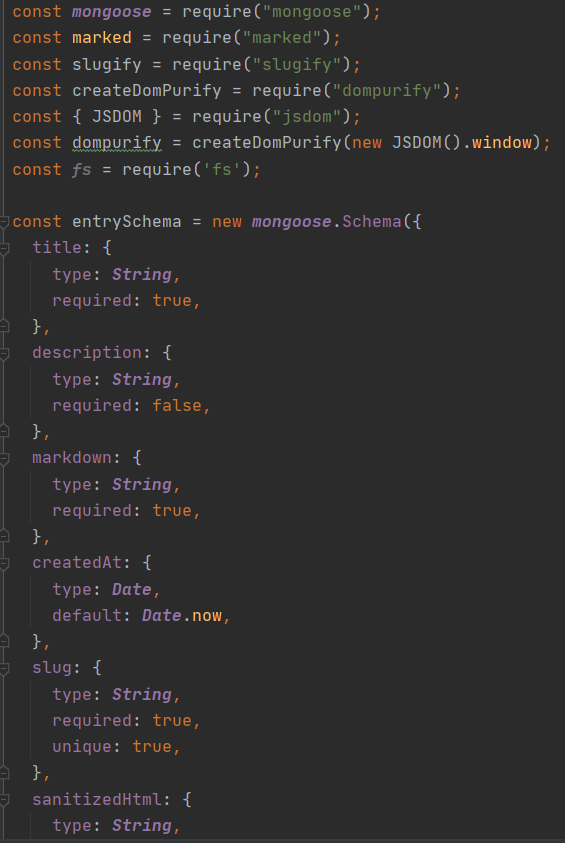 const mongoose = require("mongoose");
const marked = require("marked");
const slugify = require("slugify");
const createDomPurify = require("dompurify");
const { JSDOM } = require("jsdom");
const dompurify = createDomPurify(new JSDOM().window);
const fs = require('fs');

const entrySchema = new mongoose.Schema({
  title: {
    type: String,
    required: true,
  },
  description: {
    type: String,
    required: false,
  },
  markdown: {
    type: String,
    required: true,
  },
  createdAt: {
    type: Date,
    default: Date.now,
  },
  slug: {
    type: String,
    required: true,
    unique: true,
  },
  sanitizedHtml: {
    type: String,